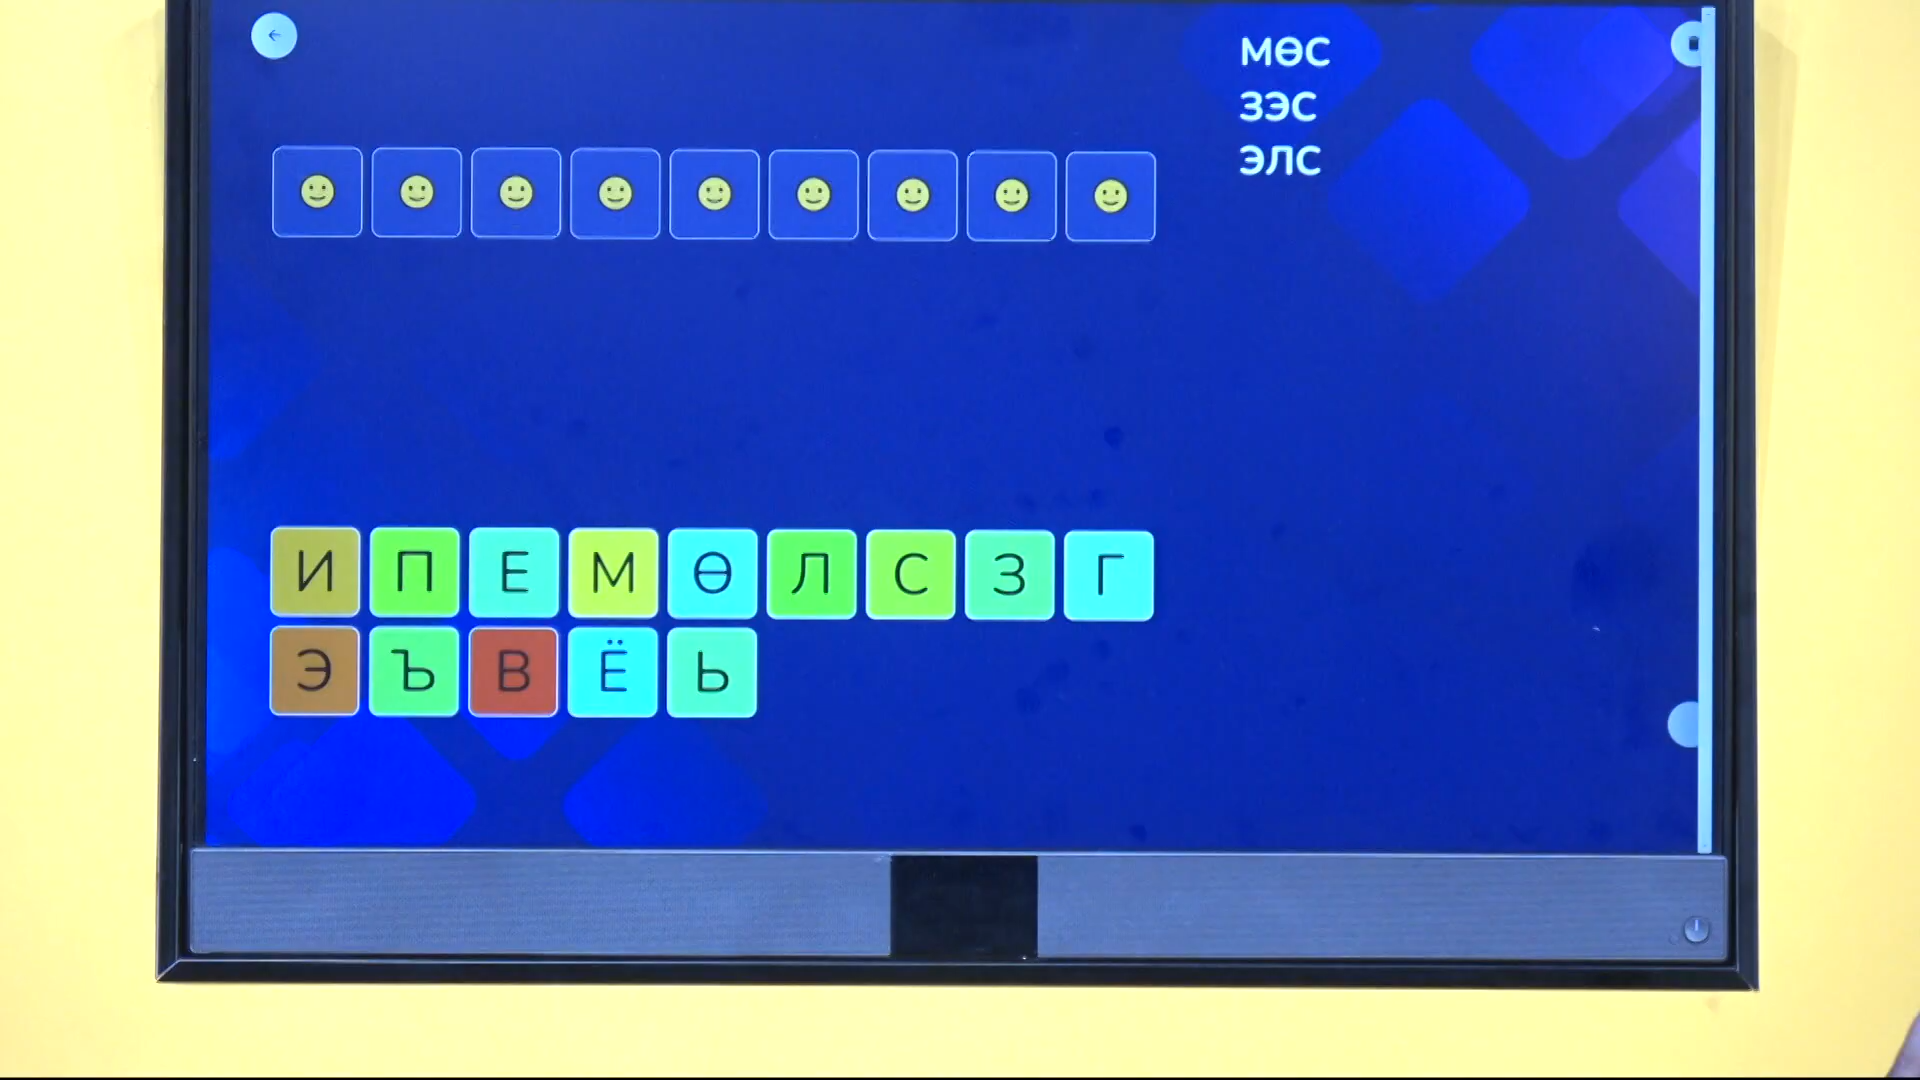 МӨС
ЗЭС
ЭЛС
И П Е М Ө Л С З Г
Э Ъ В Ё Ь